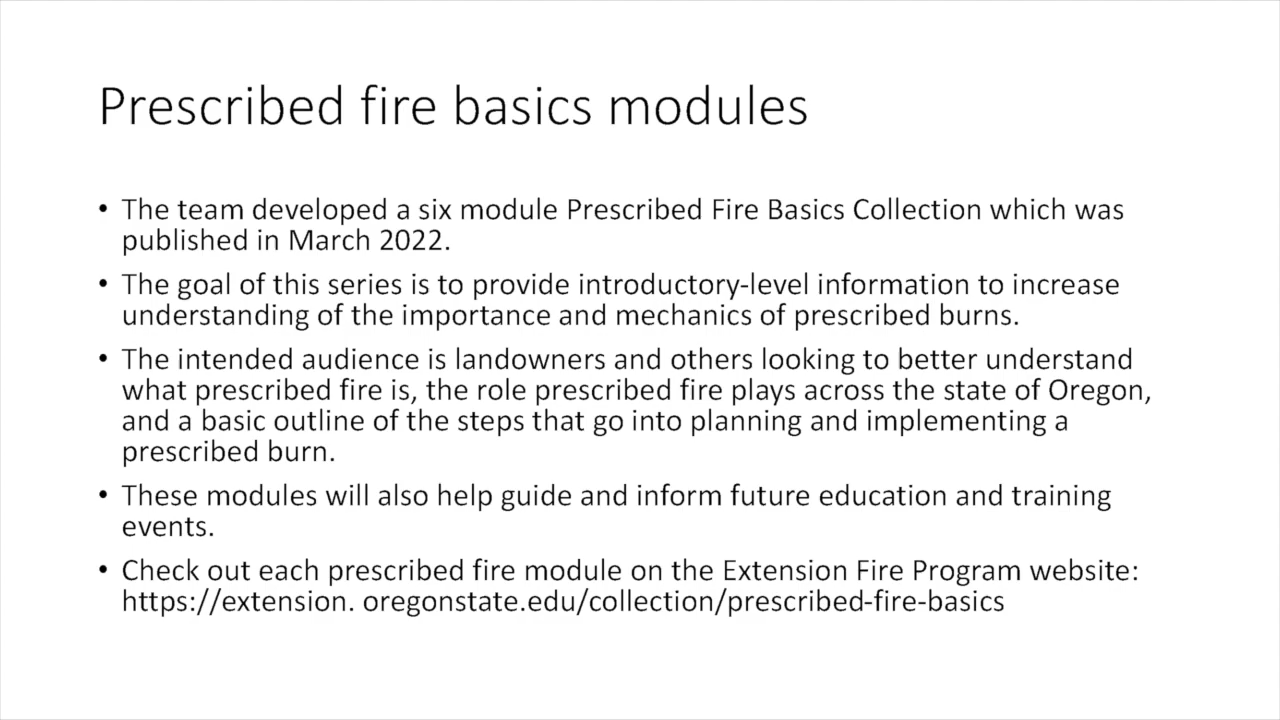 Prescribed fire basics modules
• The team developed a six module Prescribed Fire Basics Collection which was
published in March 2022.
• The goal of this series is to provide introductory-level information to increase
understanding of the importance and mechanics of prescribed burns.
• The intended audience is landowners and others looking to better understand
what prescribed fire is, the role prescribed fire plays across the state of Oregon,
and a basic outline of the steps that go into planning and implementing a
prescribed burn.
• These modules will also help guide and inform future education and training
events.
• Check out each prescribed fire module on the Extension Fire Program website:
https://extension. oregonstate.edu/collection/prescribed-fire-basics